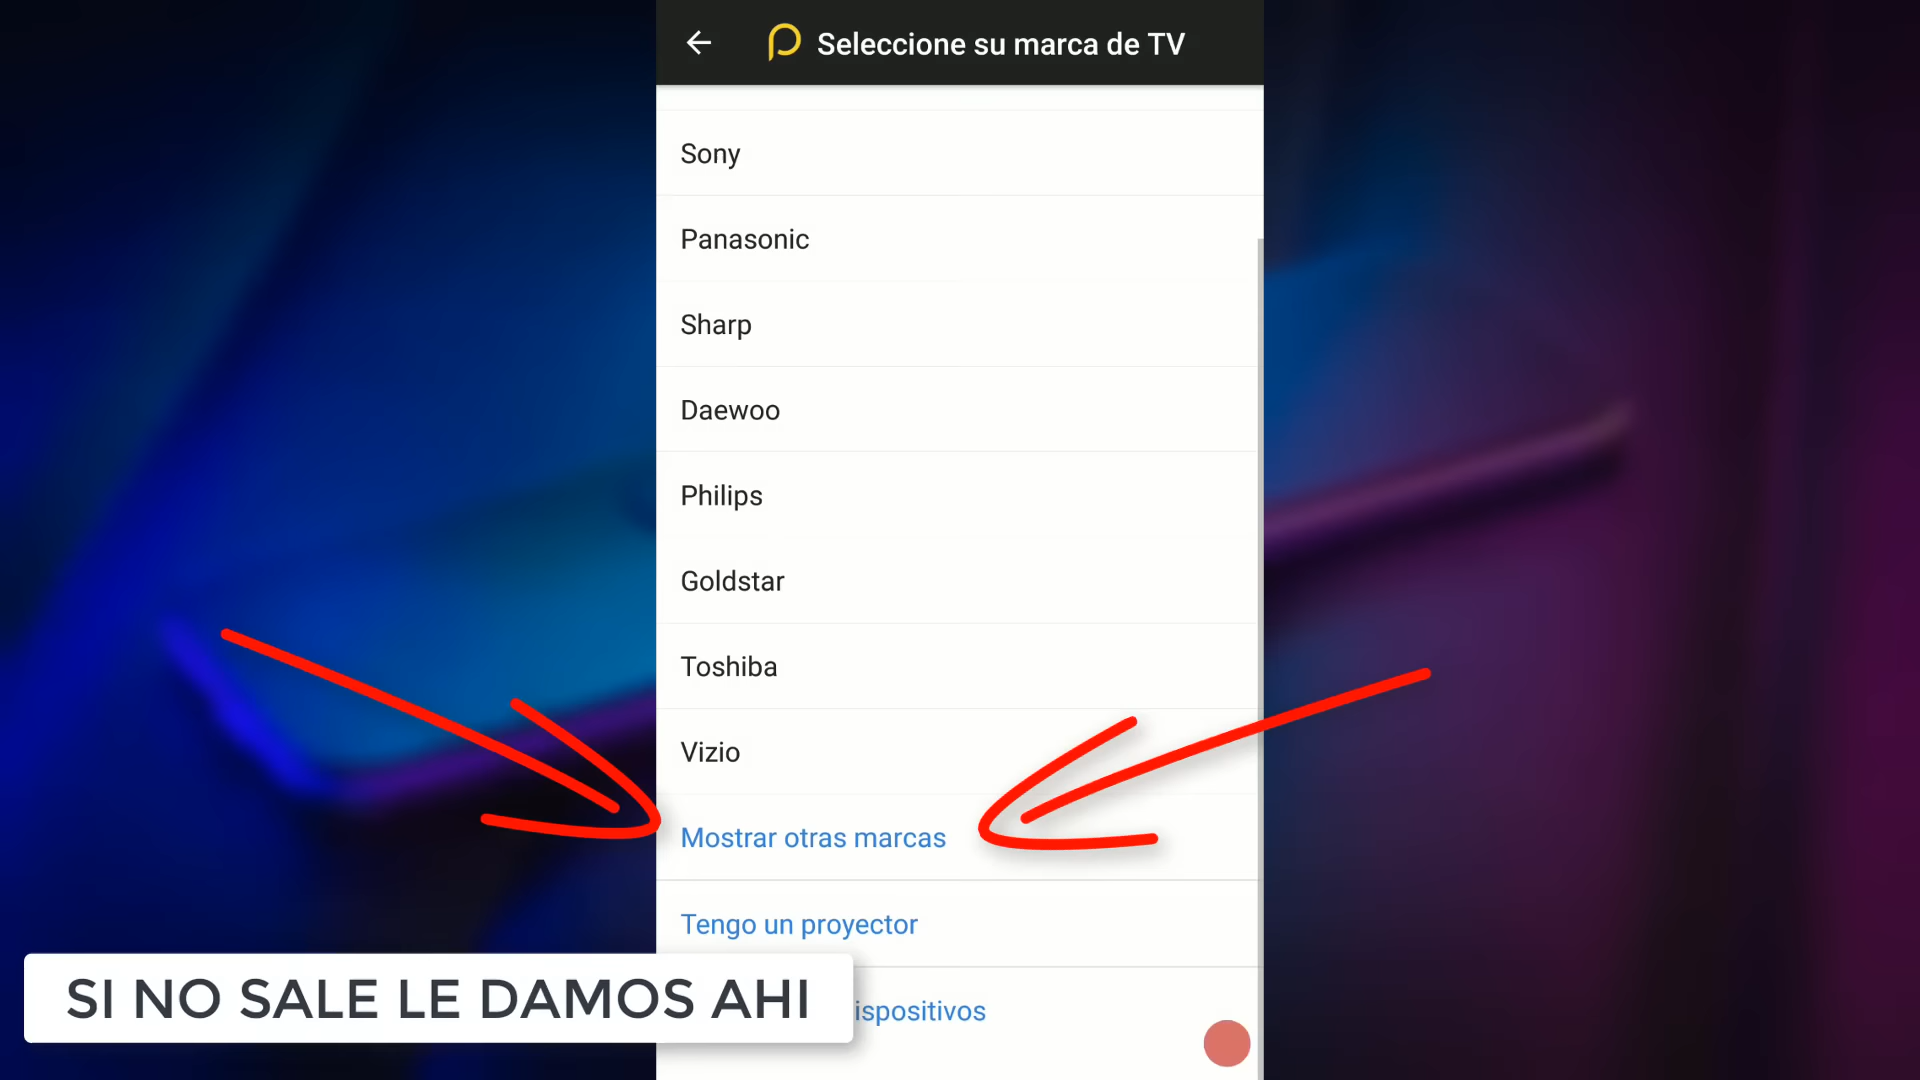 Seleccione su marca de TV
Sony
Panasonic
Sharp
Daewoo
Philips
Goldstar
Toshiba
Vizio
Mostrar otras marcas
Tengo un proyector
SI NO SALE LE DAMOS AHI